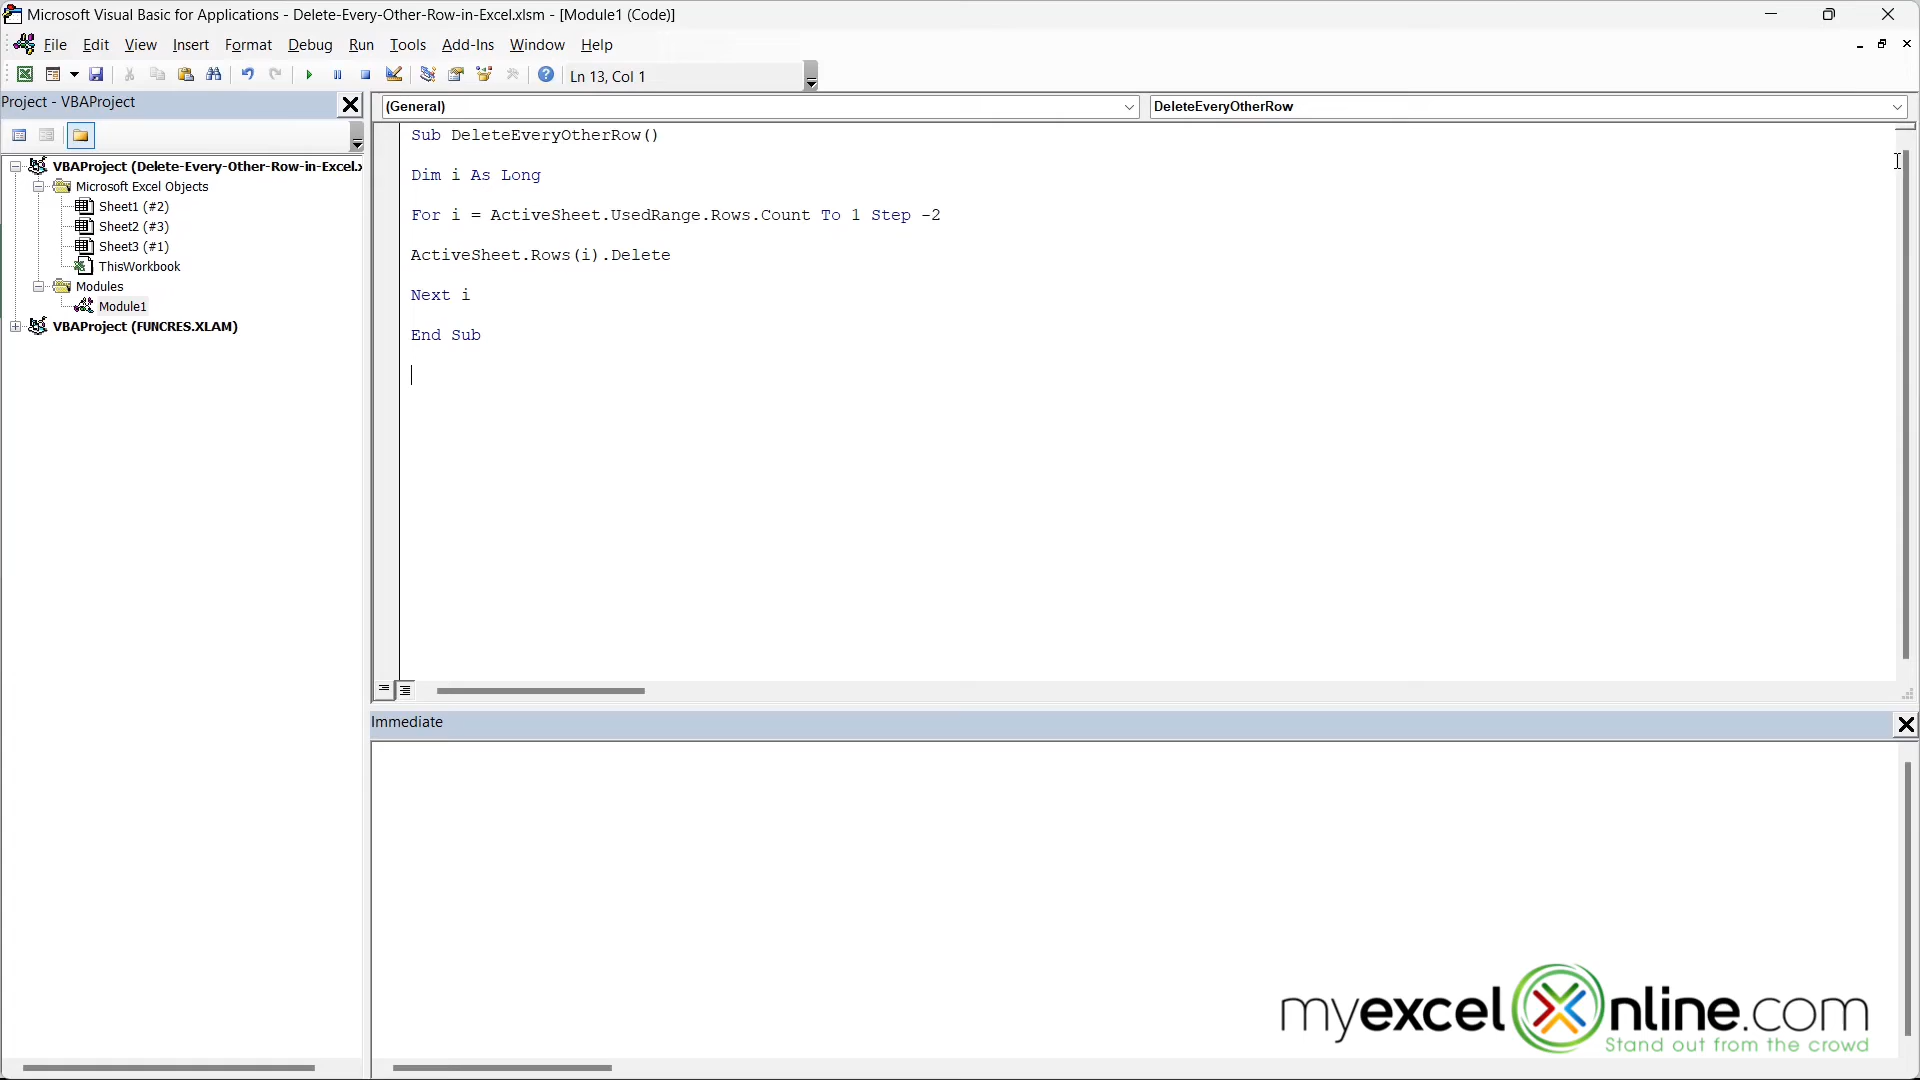 Microsoft Visual Basic for Applications - Delete-Every-Other-Row-in-Excel.xlsm - [Module1 (Code)]
File Edit View Insert Format Debug Run Tools Add-Ins Window Help
Ln 13, Col 1
Project - VBAProject
VBAProject (Delete-Every-Other-Row-in-Excel.x
Microsoft Excel Objects
Sheet1 (#2)
Sheet2 (#3)
Sheet3 (#1)
ThisWorkbook
Modules
Module1
VBAProject (FUNCRES.XLAM)
(General) DeleteEveryOtherRow
Sub DeleteEveryOtherRow()
Dim i As Long
For i = ActiveSheet.UsedRange.Rows.Count To 1 Step -2
ActiveSheet.Rows(i).Delete
Next i
End Sub
Immediate
myexcelonline.com
Stand out from the crowd